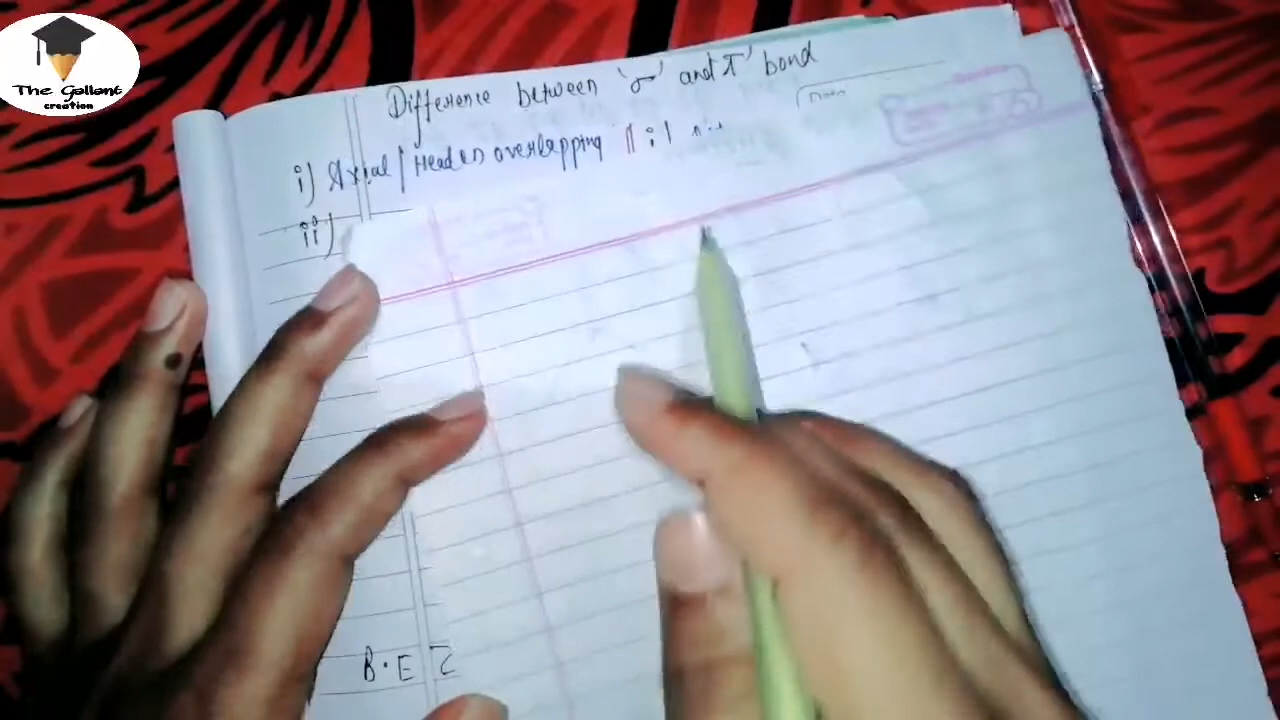 The Gallant
creation
Difference between 'σ' and π' bond
i) Axial / Head on overlapping
ii)
B.E